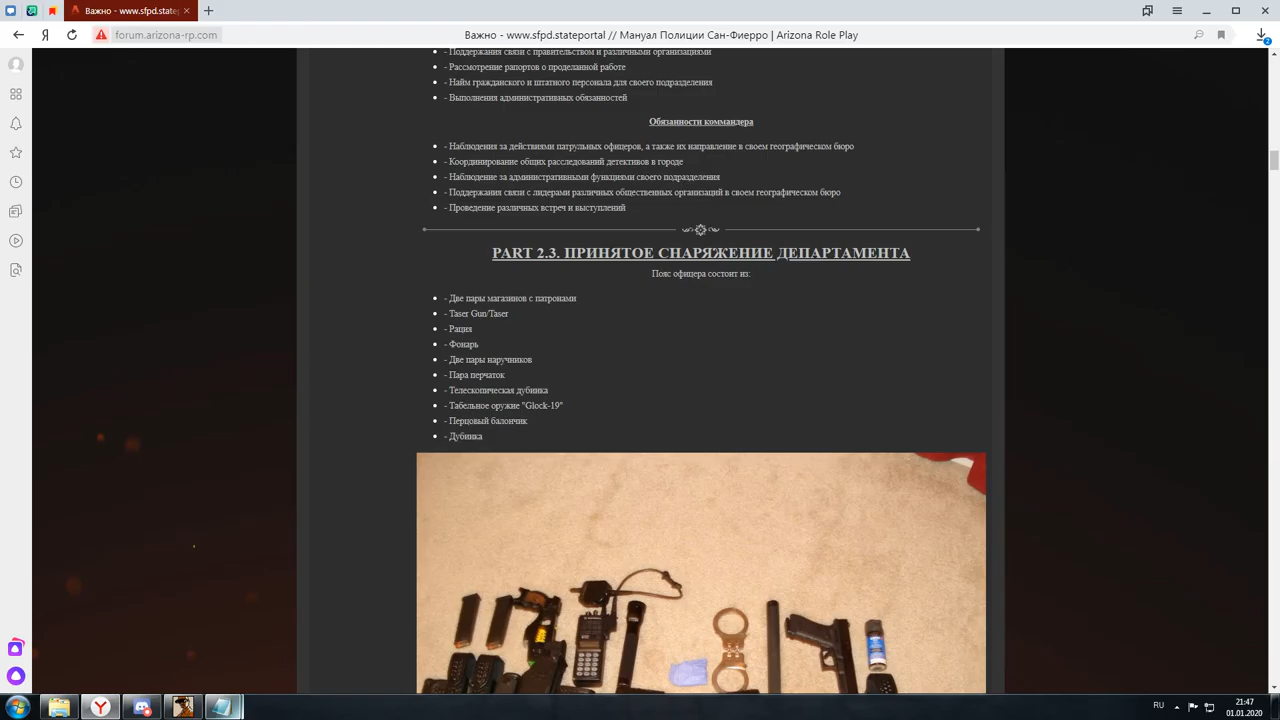 Важно - www.sfpd.state
forum.arizona-rp.com
Важно - www.sfpd.stateportal // Мануал Полиции Сан-Фиерро | Arizona Role Play
2
- Поддержания связи с правительством и различными организациями
- Рассмотрение рапортов о проделанной работе
- Найм гражданского и штатного персонала для своего подразделения
- Выполнения административных обязанностей
Обязанности коммандера
- Наблюдения за действиями патрульных офицеров, а также их направление в своем географическом бюро
- Координирование общих расследований детективов в городе
- Наблюдение за административными функциями своего подразделения
- Поддержания связи с лидерами различных общественных организаций в своем географическом бюро
- Проведение различных встреч и выступлений
PART 2.3. ПРИНЯТОЕ СНАРЯЖЕНИЕ ДЕПАРТАМЕНТА
Пояс офицера состоит из:
- Две пары магазинов с патронами
- Taser Gun/Taser
- Рация
- Фонарь
- Две пары наручников
- Пара перчаток
- Телескопическая дубинка
- Табельное оружие "Glock-19"
- Перцовый балончик
- Дубинка
RU
21:47
01.01.2020